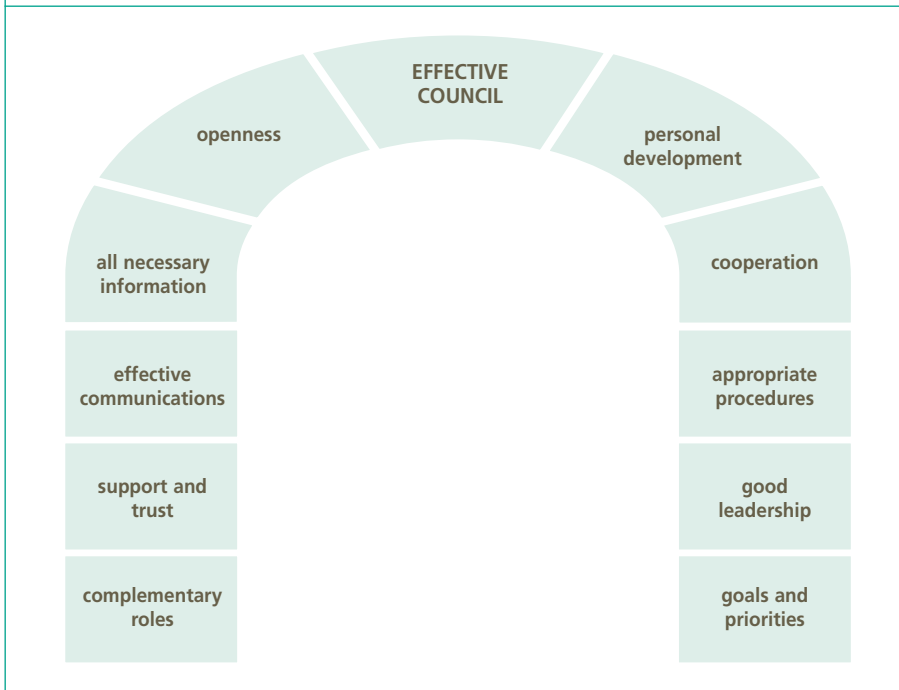 EFFECTIVE
COUNCIL
openness
personal
development
all necessary
information
cooperation
effective
communications
appropriate
procedures
support and
trust
good
leadership
complementary
roles
goals and
priorities